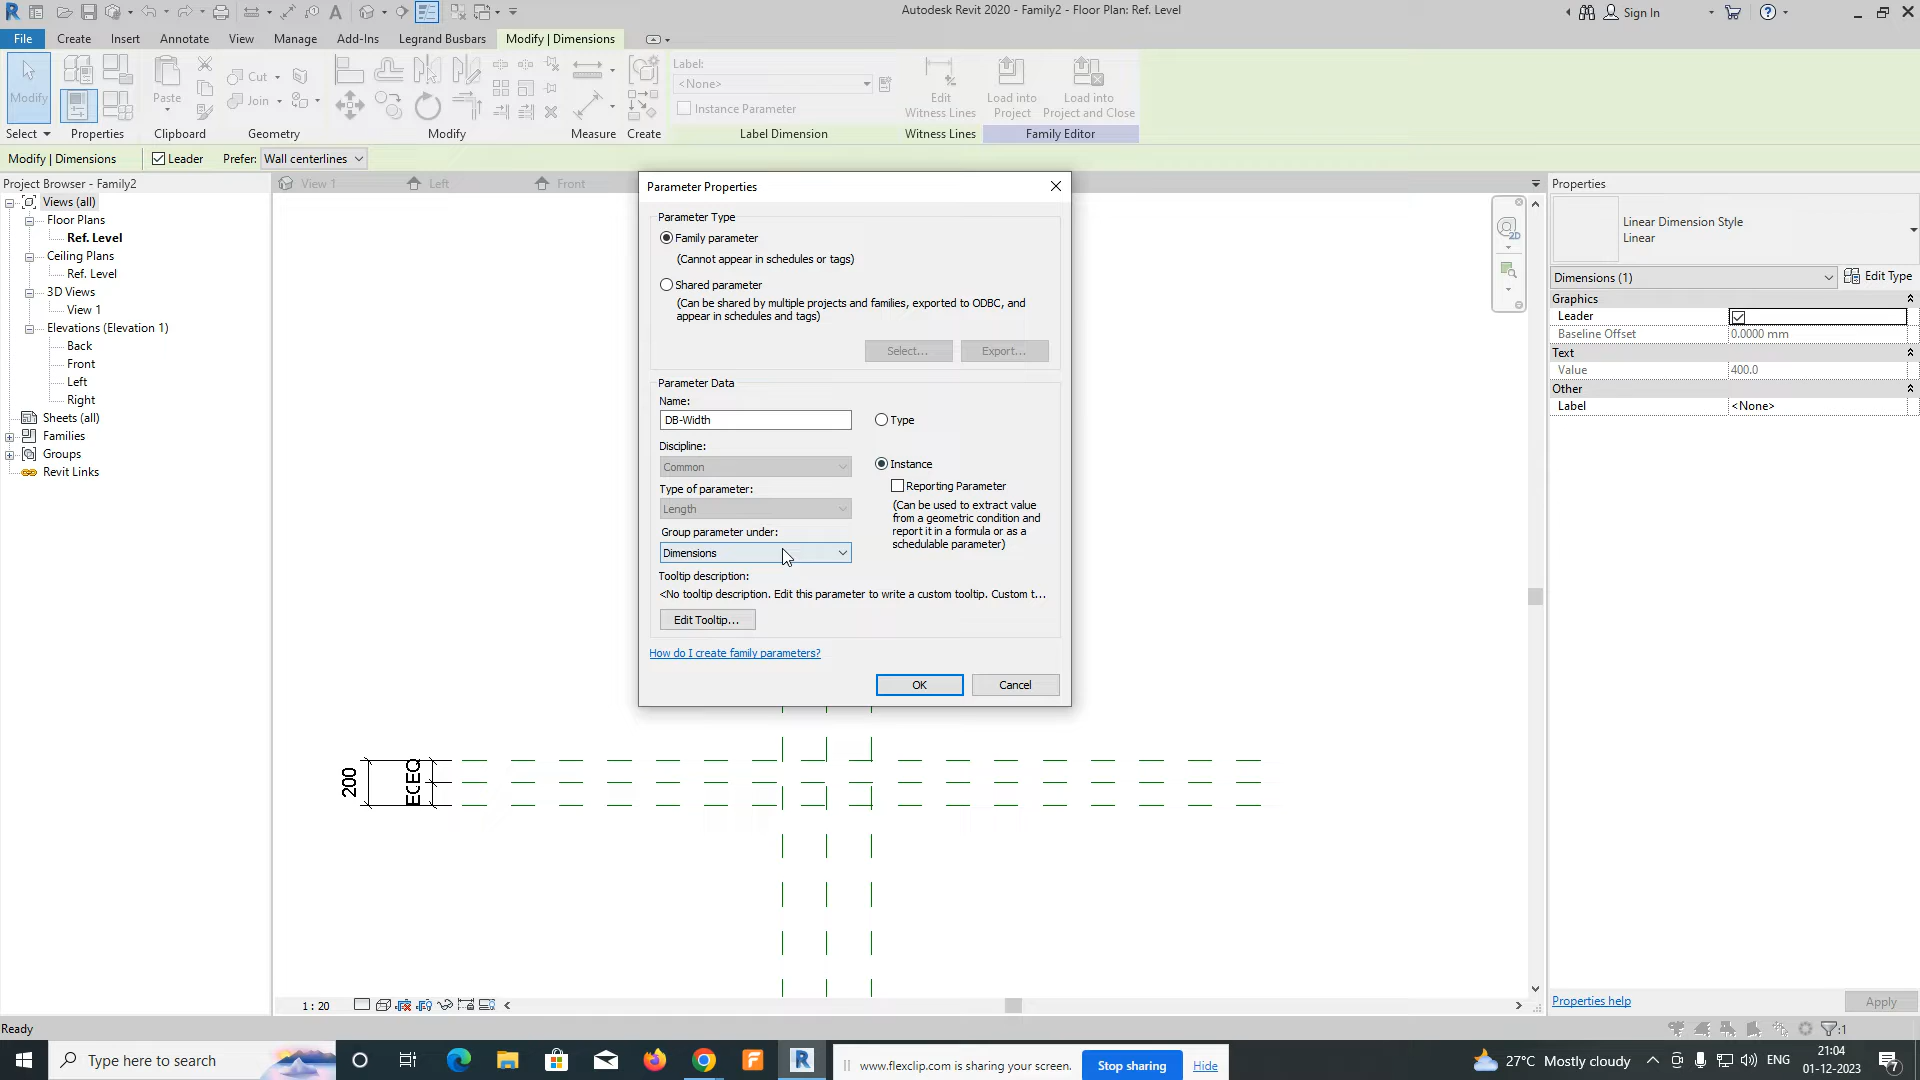 Autodesk Revit 2020 - Family2 - Floor Plan: Ref. Level
Sign In
File Create Insert Annotate View Manage Add-Ins Legrand Busbars Modify | Dimensions
Modify
Paste
Cut
Join
Label:
<None>
Instance Parameter
Edit
Witness Lines
Load into
Project
Load into
Project and Close
Select Properties Clipboard Geometry Modify Measure Create Label Dimension Witness Lines Family Editor
Modify | Dimensions
Leader
Prefer: Wall centerlines
Project Browser - Family2
Views (all)
Floor Plans
Ref. Level
Ceiling Plans
Ref. Level
3D Views
View 1
Elevations (Elevation 1)
Back
Front
Left
Right
Sheets (all)
Families
Groups
Revit Links
View 1
Left
Front
Parameter Properties
Parameter Type
Family parameter
(Cannot appear in schedules or tags)
Shared parameter
(Can be shared by multiple projects and families, exported to ODBC, and
appear in schedules and tags)
Select...
Export...
Parameter Data
Name:
DB-Width
Type
Discipline:
Common
Instance
Type of parameter:
Length
Reporting Parameter
(Can be used to extract value
from a geometric condition and
report it in a formula or as a
schedulable parameter)
Group parameter under:
Dimensions
Tooltip description:
<No tooltip description. Edit this parameter to write a custom tooltip. Custom t...
Edit Tooltip...
How do I create family parameters?
OK
Cancel
200
EQ
EQ
2D
Properties
Linear Dimension Style
Linear
Dimensions (1)
Edit Type
Graphics
Leader
Baseline Offset 0.0000 mm
Text
Value 400.0
Other
Label <None>
Properties help
Apply
1 : 20
Ready
:1
Type here to search
www.flexclip.com is sharing your screen.
Stop sharing
Hide
27°C Mostly cloudy
ENG
21:04
01-12-2023
7